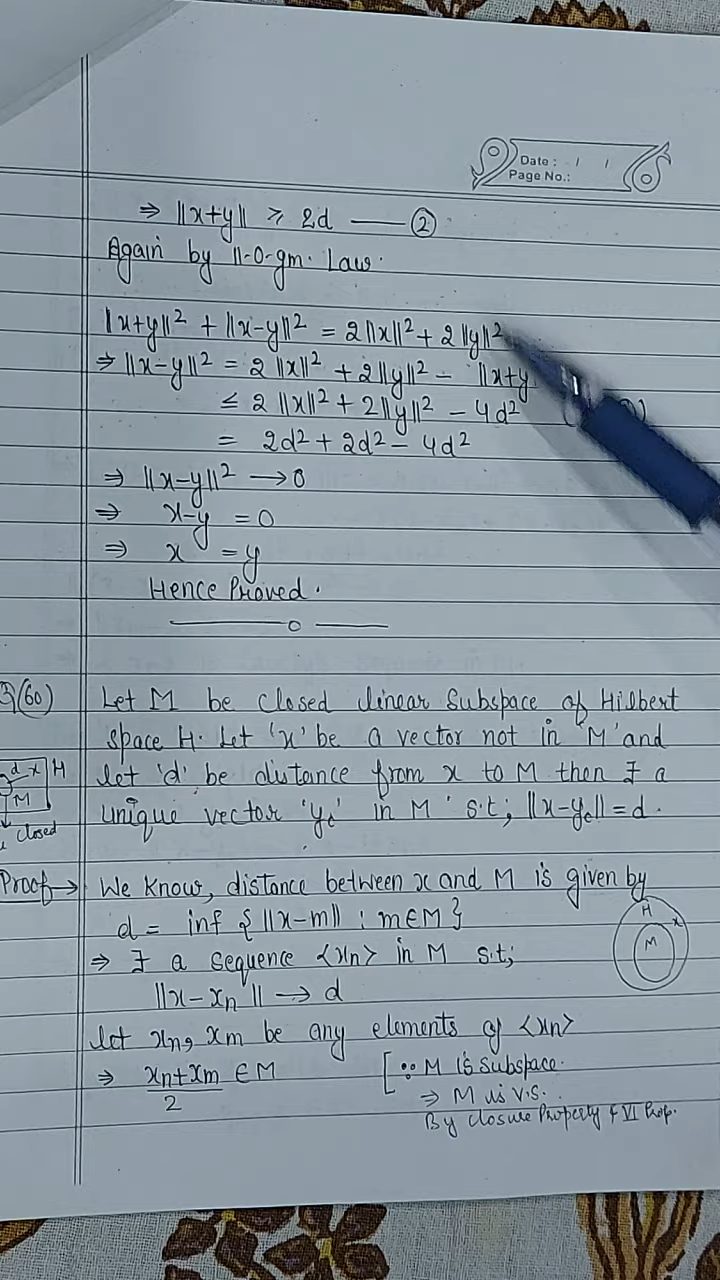 Date : / /
Page No.:
⇒ ||x+y|| ≥ 2d —— ②
Again by ||-o-gm. Law.
||x+y||² + ||x-y||² = 2||x||² + 2||y||²
⇒ ||x-y||² = 2||x||² + 2||y||² - ||x+y
≤ 2||x||² + 2||y||² - 4d²
= 2d² + 2d² - 4d²
⇒ ||x-y||² → 0
⇒ x-y = 0
⇒ x = y
Hence Proved.
——— o ———
(60) Let M be closed linear subspace of Hilbert
space H. Let 'x' be a vector not in 'M' and
d x H let 'd' be distance from x to M then ∃ a
M unique vector 'y₀' in M s.t; ||x-y₀|| = d.
closed
Proof → We Know, distance between x and M is given by
d = inf { ||x-m|| : m∈M }
H
x
M
⇒ ∃ a sequence <xn> in M s.t;
||x-xn|| → d
let xn, xm be any elements of <xn>
⇒ xn+xm/2 ∈ M [∵ M is subspace.
⇒ M is V.S.
By closure Property & VI Prop.